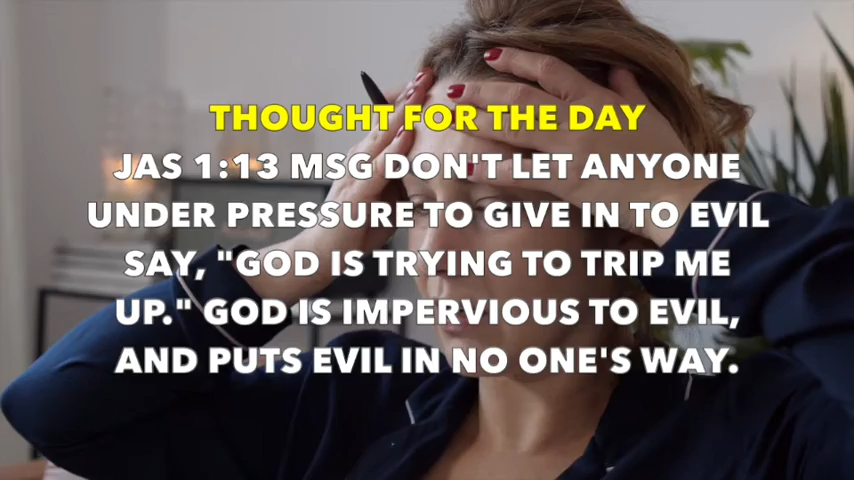 THOUGHT FOR THE DAY
JAS 1:13 MSG DON'T LET ANYONE
UNDER PRESSURE TO GIVE IN TO EVIL
SAY, "GOD IS TRYING TO TRIP ME
UP." GOD IS IMPERVIOUS TO EVIL,
AND PUTS EVIL IN NO ONE'S WAY.